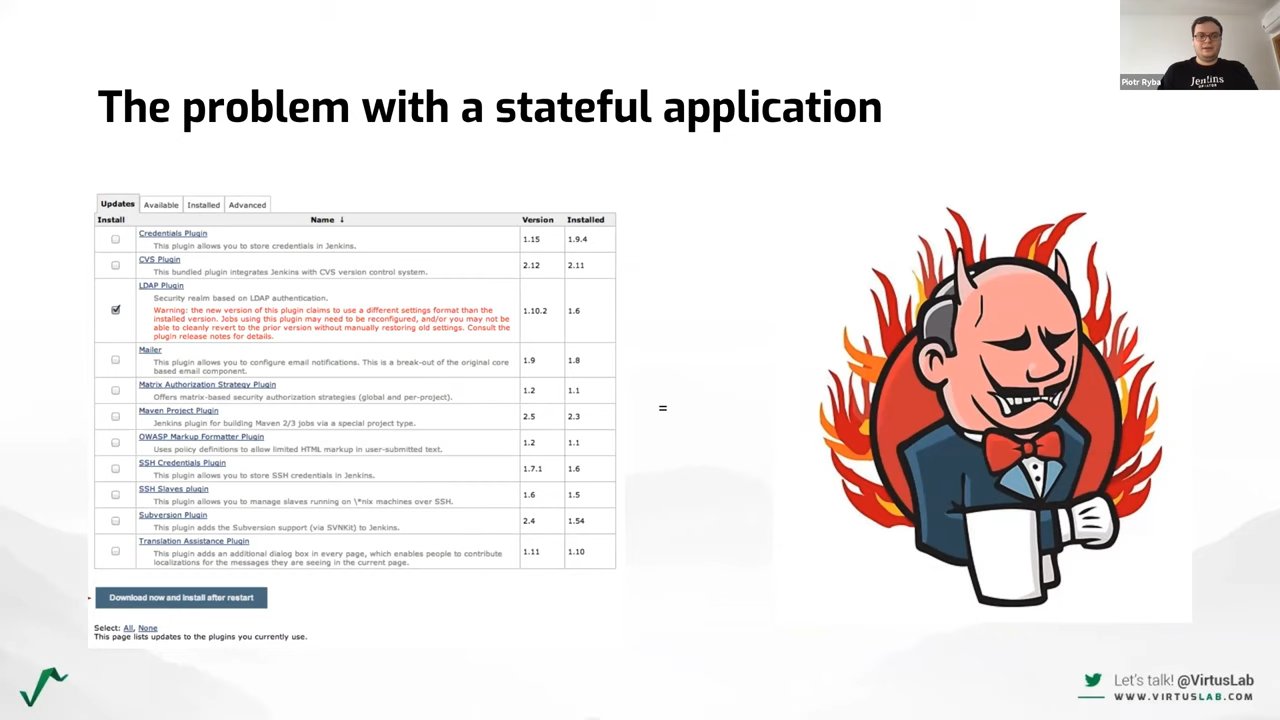 Piotr Ryba
Jenkins
The problem with a stateful application
Updates Available Installed Advanced
Install Name ↓ Version Installed
Credentials Plugin
This plugin allows you to store credentials in Jenkins.
1.15 1.9.4
CVS Plugin
This bundled plugin integrates Jenkins with CVS version control system.
2.12 2.11
LDAP Plugin
Security realm based on LDAP authentication.
Warning: the new version of this plugin claims to use a different settings format than the
installed version. Jobs using this plugin may need to be reconfigured, and/or you may not be
able to cleanly revert to the prior version without manually restoring old settings. Consult the
plugin release notes for details.
1.10.2 1.6
Mailer
This plugin allows you to configure email notifications. This is a break-out of the original core
based email component.
1.9 1.8
Matrix Authorization Strategy Plugin
Offers matrix-based security authorization strategies (global and per-project).
1.2 1.1
Maven Project Plugin
Jenkins plugin for building Maven 2/3 jobs via a special project type.
2.5 2.3
OWASP Markup Formatter Plugin
Uses policy definitions to allow limited HTML markup in user-submitted text.
1.2 1.1
SSH Credentials Plugin
This plugin allows you to store SSH credentials in Jenkins.
1.7.1 1.6
SSH Slaves plugin
This plugin allows you to manage slaves running on \*nix machines over SSH.
1.6 1.5
Subversion Plugin
This plugin adds the Subversion support (via SVNKit) to Jenkins.
2.4 1.54
Translation Assistance Plugin
This plugin adds an additional dialog box in every page, which enables people to contribute
localizations for the messages they are seeing in the current page.
1.11 1.10
Download now and install after restart
Select: All, None
This page lists updates to the plugins you currently use.
=
Let's talk! @VirtusLab
WWW.VIRTUSLAB.COM